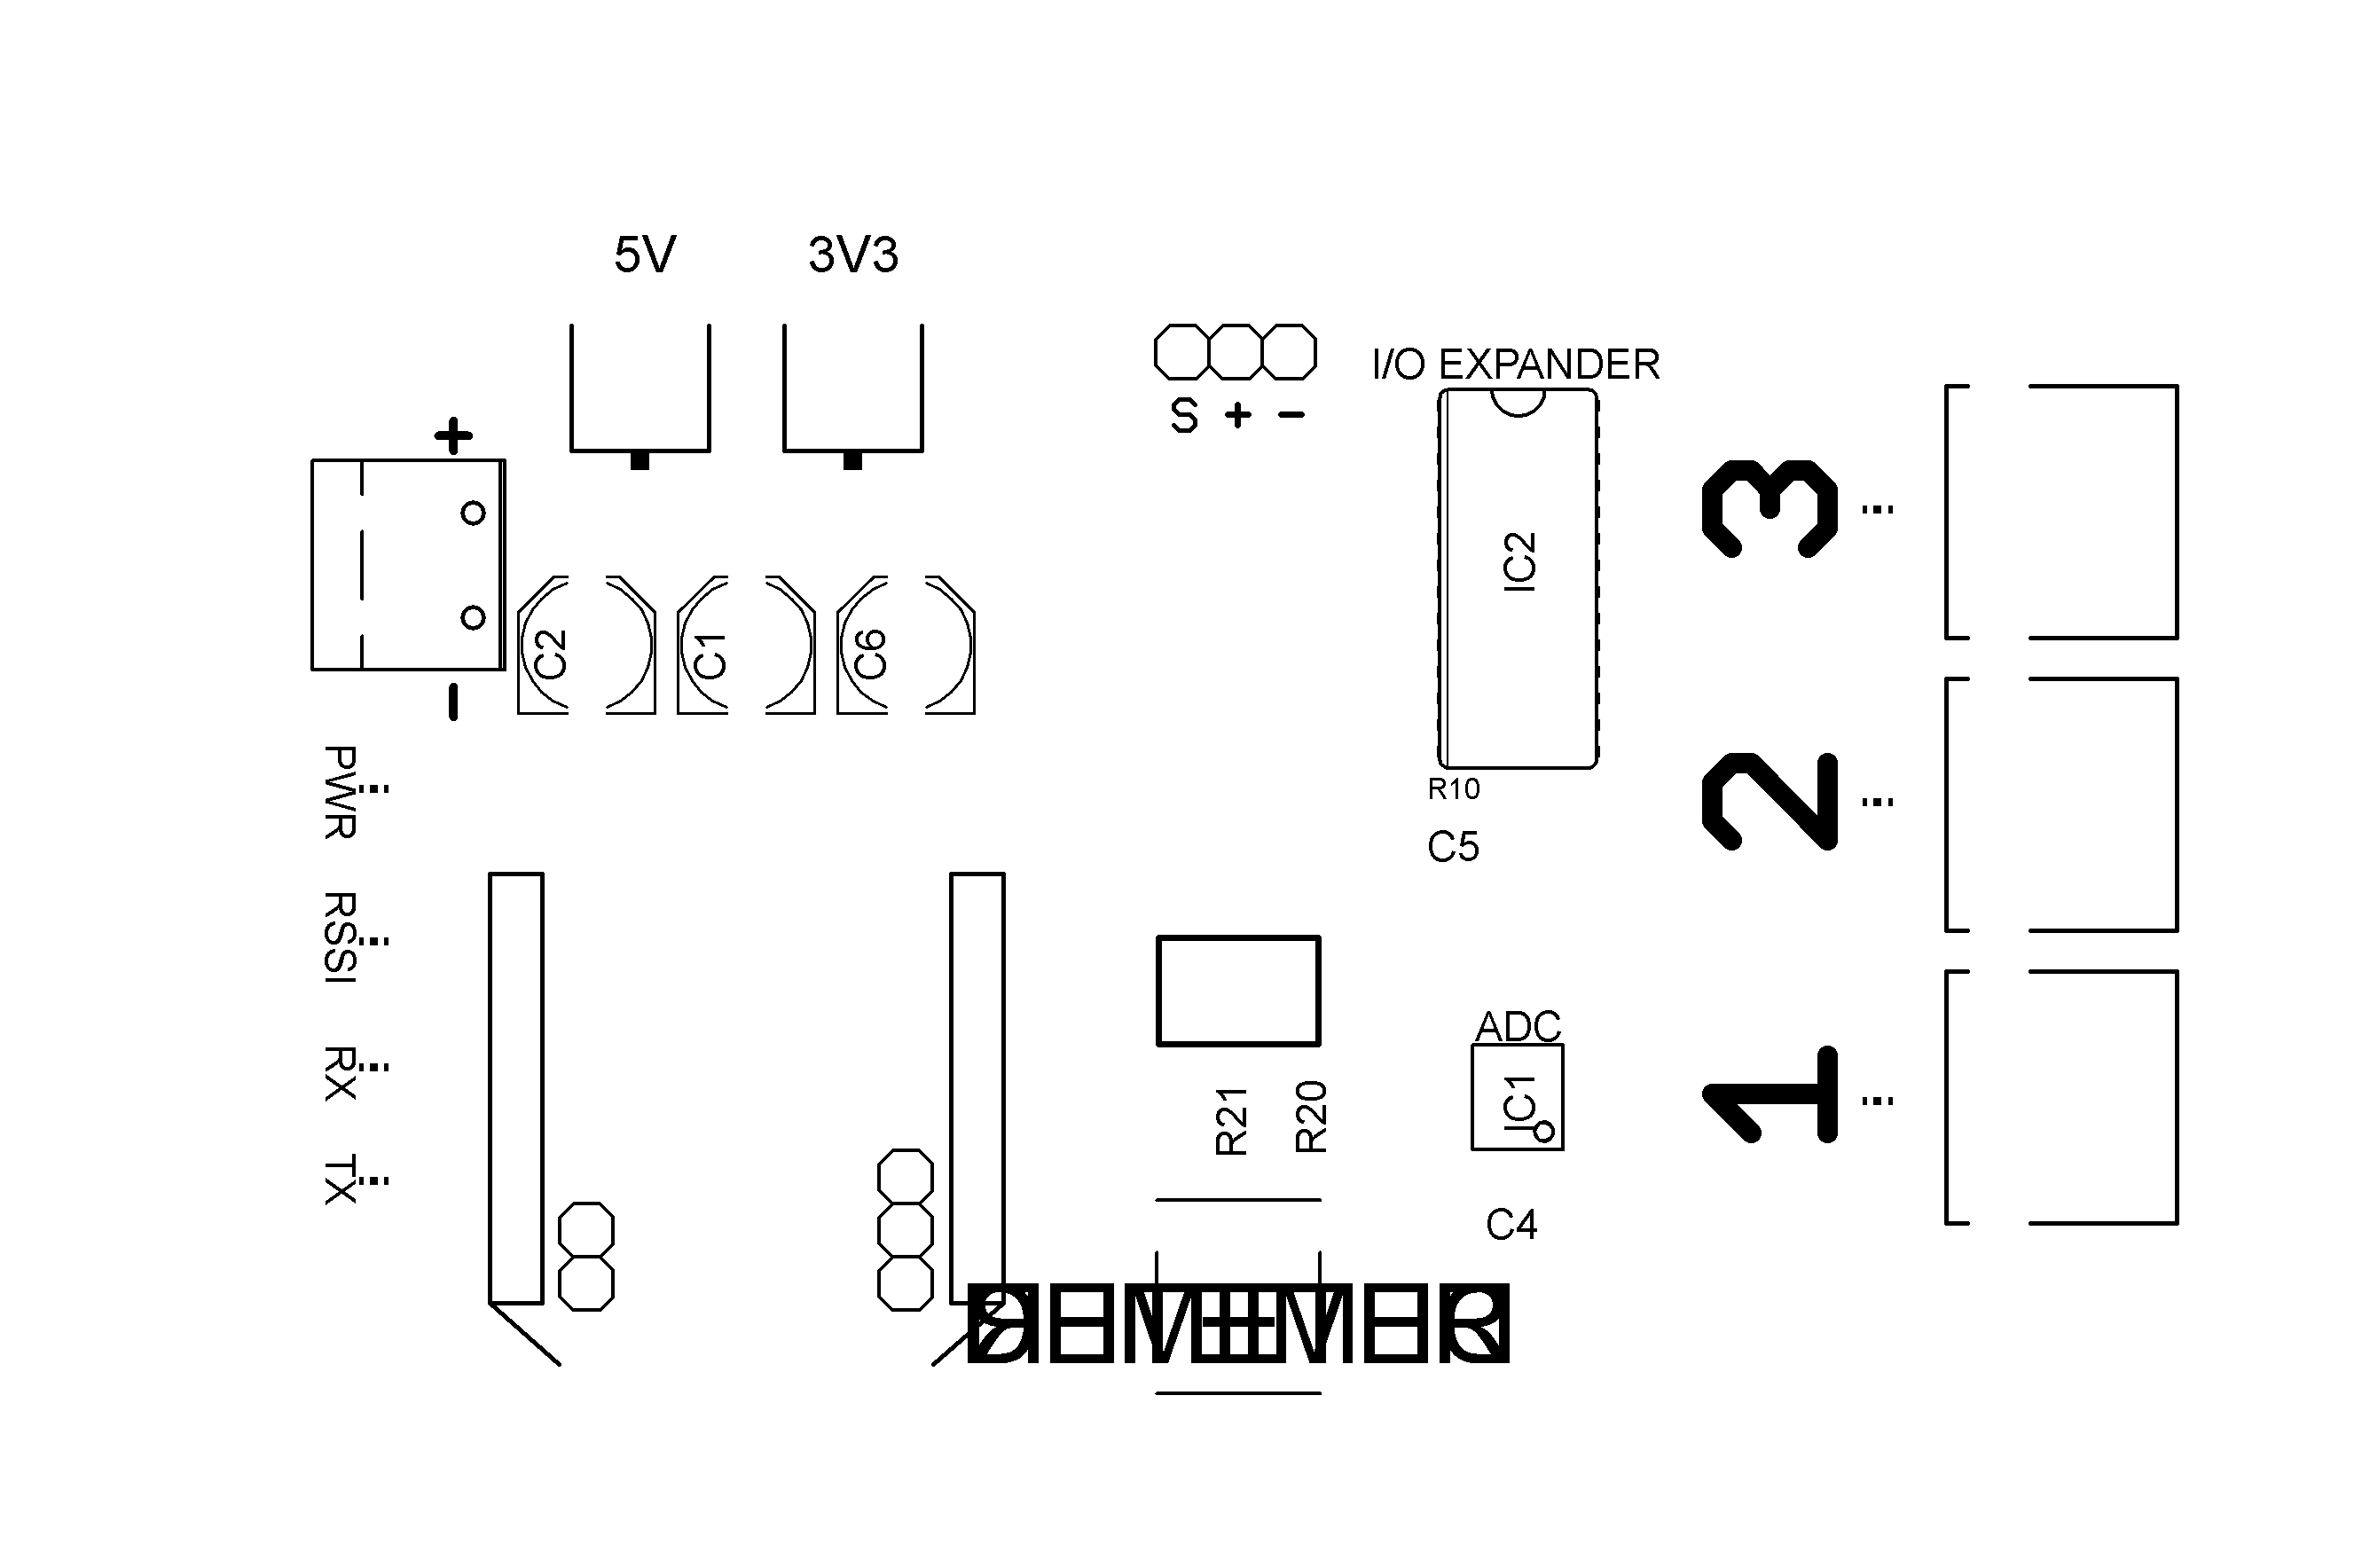 5V
3V3
S + -
I/O EXPANDER
+
IC2
3
C2
C1
C6
-
PWR
R10
2
C5
RSSI
ADC
RX
R21
R20
IC1
1
TX
C4